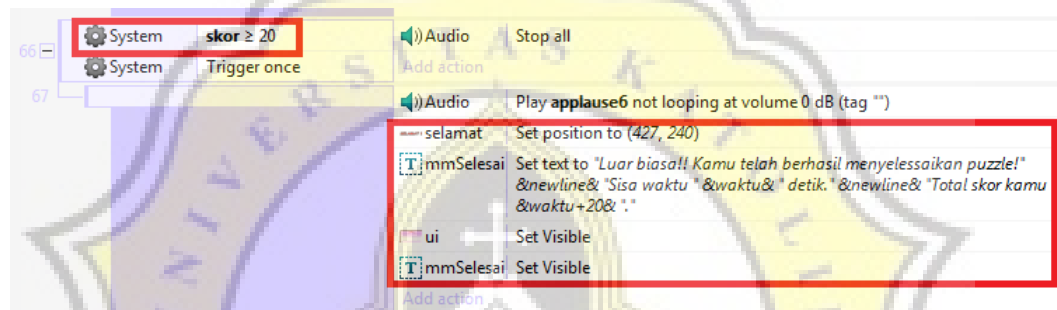 66
System skor ≥ 20 Audio Stop all
System Trigger once Add action
67
Audio Play applause6 not looping at volume 0 dB (tag "")
selamat Set position to (427, 240)
T mmSelesai Set text to "Luar biasa!! Kamu telah berhasil menyelessaikan puzzle!"
&newline& "Sisa waktu " &waktu& " detik." &newline& "Total skor kamu
&waktu+20& "."
ui Set Visible
T mmSelesai Set Visible
Add action